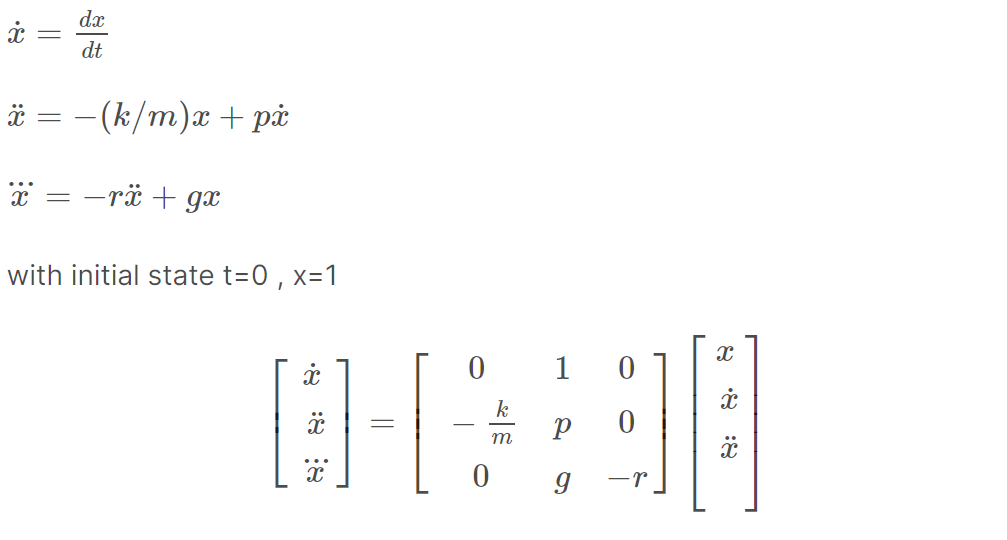 ẋ = dx/dt
ẍ = −(k/m)x + pẋ
x⃛ = −rẍ + gx
with initial state t=0 , x=1
[ẋ; ẍ; x⃛] = [0 1 0; −k/m p 0; 0 g −r] [x; ẋ; ẍ]